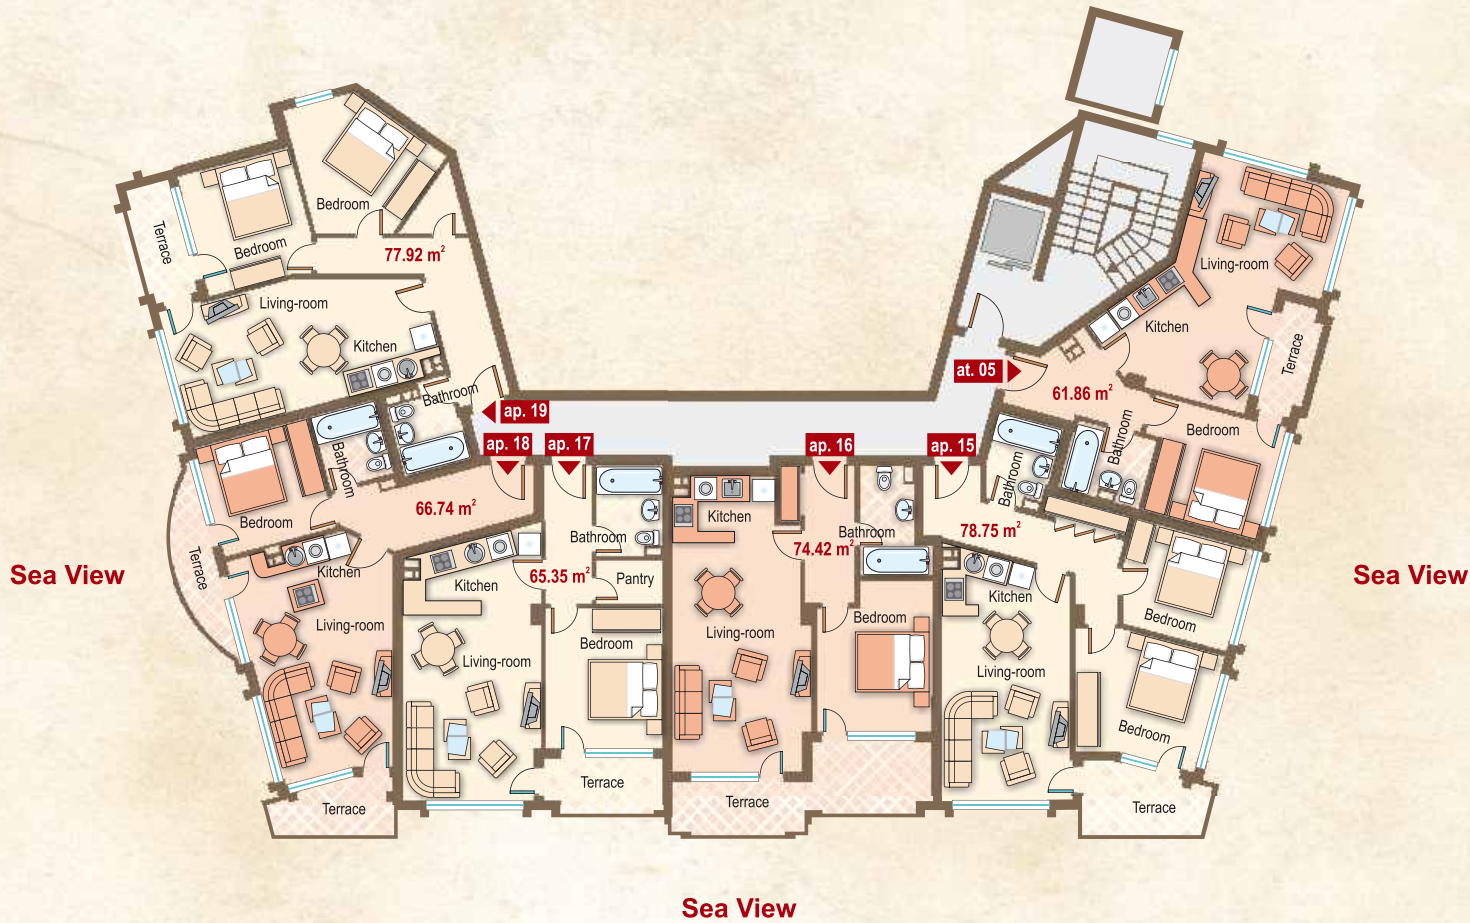 Bedroom
Terrace
Bedroom
77.92 m²
Living-room
Kitchen
Bathroom
ap. 19
ap. 18
ap. 17
ap. 16
ap. 15
at. 05
Living-room
Kitchen
Terrace
61.86 m²
Bathroom
Bedroom
Bathroom
Bedroom
66.74 m²
Terrace
Kitchen
Living-room
Terrace
Kitchen
65.35 m²
Bathroom
Pantry
Living-room
Bedroom
Terrace
Kitchen
74.42 m²
Bathroom
Living-room
Bedroom
Terrace
Bathroom
78.75 m²
Kitchen
Living-room
Bedroom
Bedroom
Terrace
Sea View
Sea View
Sea View